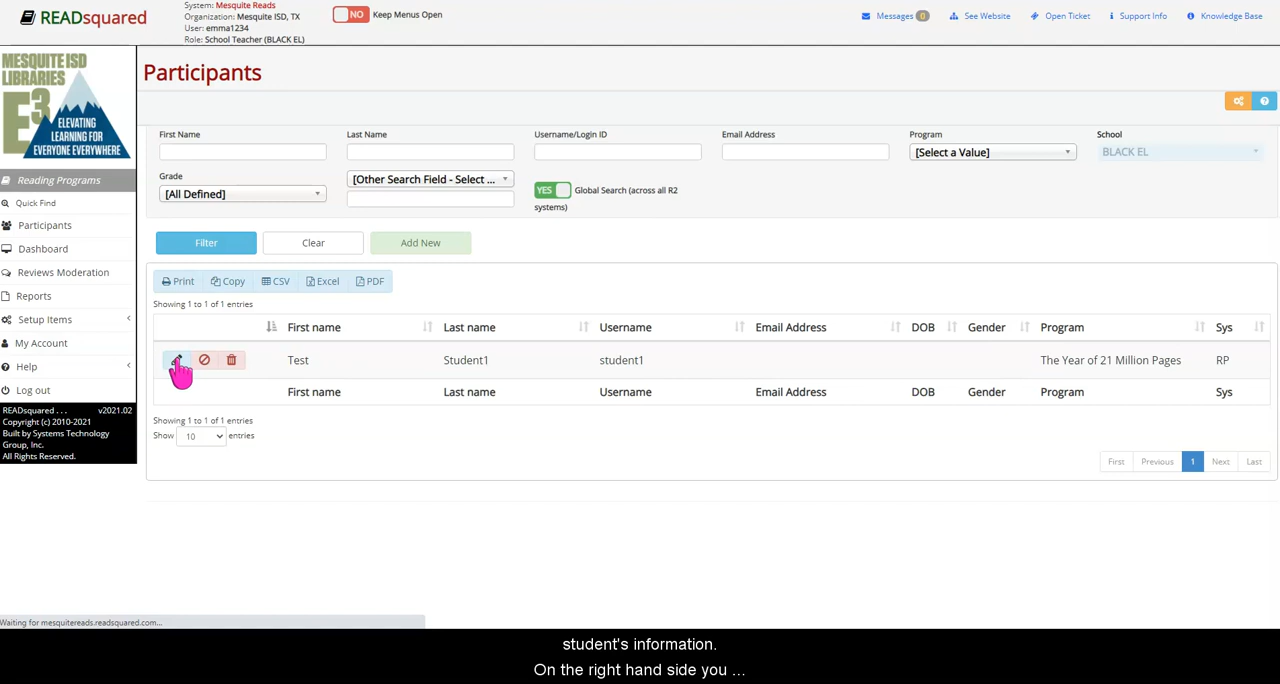 READsquared
System: Mesquite Reads
Organization: Mesquite ISD, TX
User: emma1234
Role: School Teacher (BLACK EL)
NO Keep Menus Open
Messages 0
See Website
Open Ticket
Support Info
Knowledge Base
MESQUITE ISD
LIBRARIES
E3
ELEVATING
LEARNING FOR
EVERYONE EVERYWHERE
Reading Programs
Quick Find
Participants
Dashboard
Reviews Moderation
Reports
Setup Items
My Account
Help
Log out
READsquared . . . v2021.02
Copyright (c) 2010-2021
Built by Systems Technology
Group, Inc.
All Rights Reserved.
Participants
First Name Last Name Username/Login ID Email Address Program School
[Select a Value] BLACK EL
Grade [Other Search Field - Select ...
[All Defined] YES Global Search (across all R2
systems)
Filter Clear Add New
Print Copy CSV Excel PDF
Showing 1 to 1 of 1 entries
First name Last name Username Email Address DOB Gender Program Sys
Test Student1 student1 The Year of 21 Million Pages RP
First name Last name Username Email Address DOB Gender Program Sys
Showing 1 to 1 of 1 entries
Show 10 entries
First Previous 1 Next Last
Waiting for mesquitereads.readsquared.com...
student's information.
On the right hand side you ...